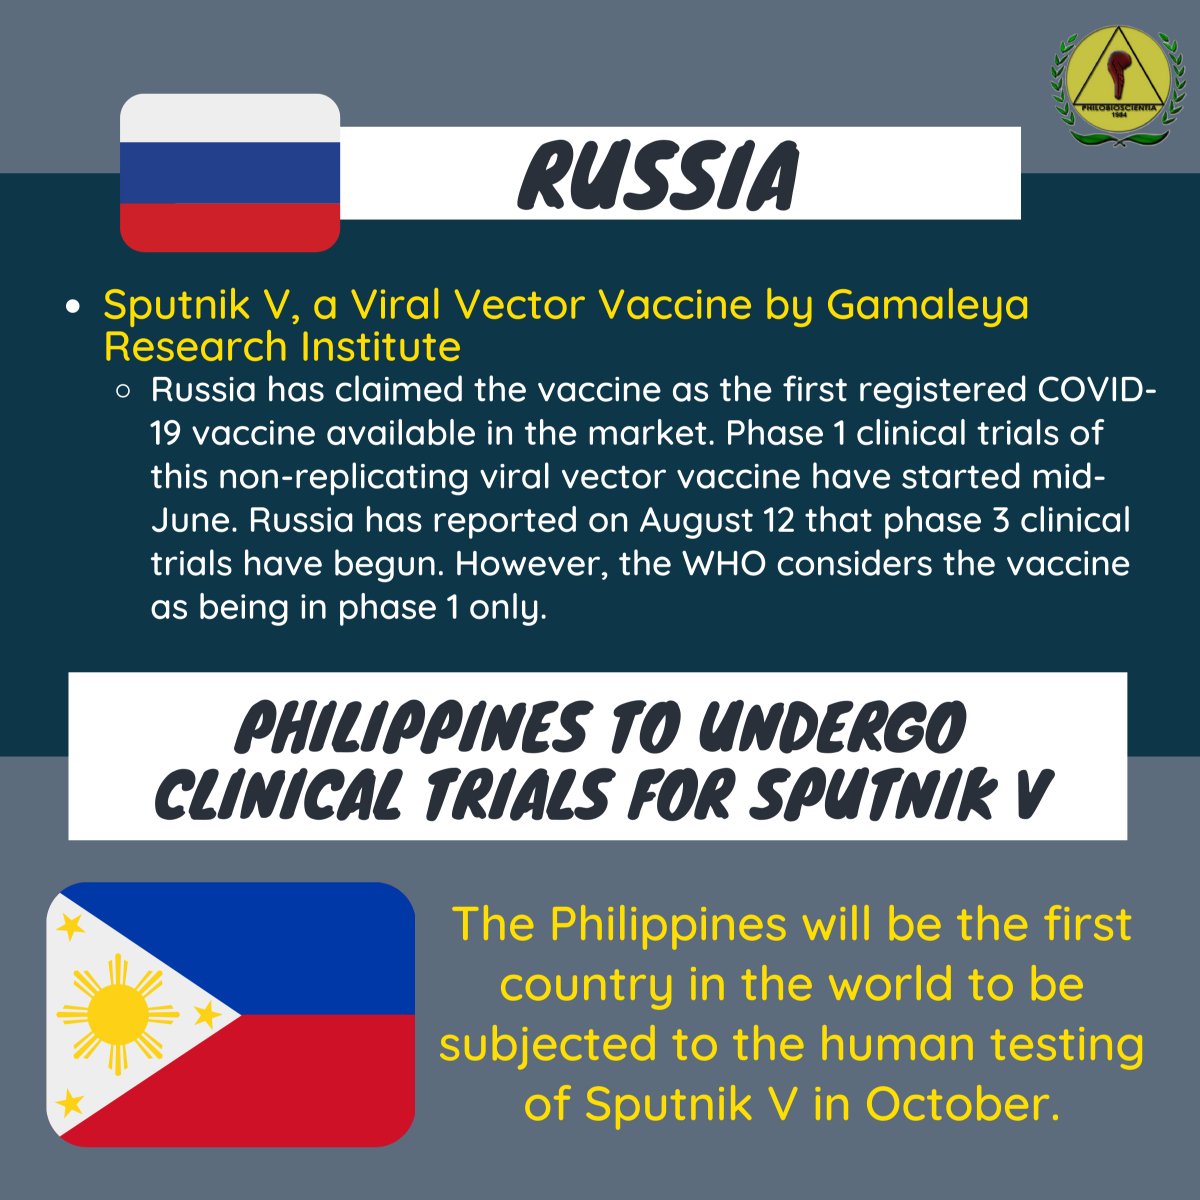 PHILOBIOSCIENTIA
1984
RUSSIA
Sputnik V, a Viral Vector Vaccine by Gamaleya
Research Institute
Russia has claimed the vaccine as the first registered COVID-
19 vaccine available in the market. Phase 1 clinical trials of
this non-replicating viral vector vaccine have started mid-
June. Russia has reported on August 12 that phase 3 clinical
trials have begun. However, the WHO considers the vaccine
as being in phase 1 only.
PHILIPPINES TO UNDERGO
CLINICAL TRIALS FOR SPUTNIK V
The Philippines will be the first
country in the world to be
subjected to the human testing
of Sputnik V in October.